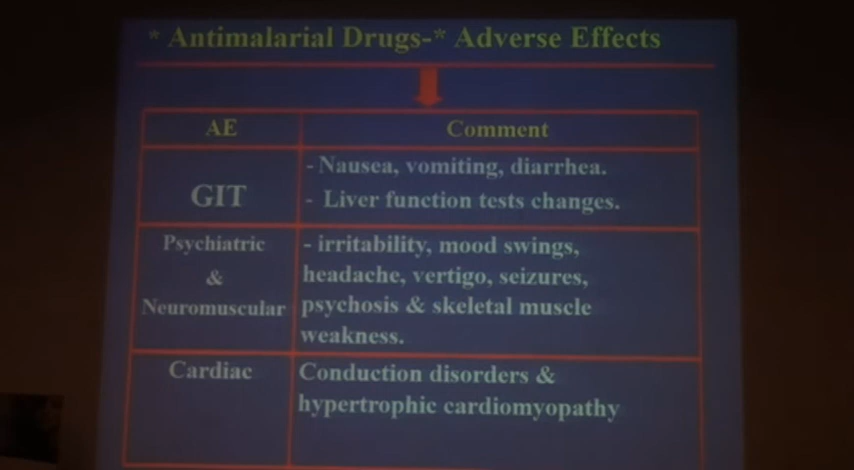 * Antimalarial Drugs-* Adverse Effects
AE
Comment
GIT
- Nausea, vomiting, diarrhea.
- Liver function tests changes.
Psychiatric
&
Neuromuscular
- irritability, mood swings,
headache, vertigo, seizures,
psychosis & skeletal muscle
weakness.
Cardiac
Conduction disorders &
hypertrophic cardiomyopathy